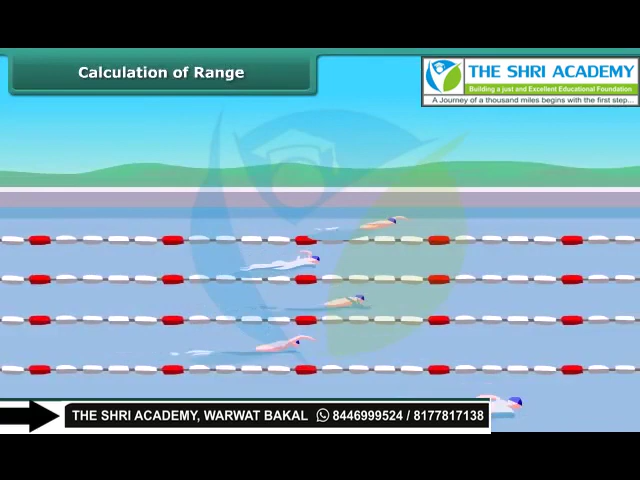 Calculation of Range
THE SHRI ACADEMY
Building a just and Excellent Educational Foundation
A Journey of a thousand miles begins with the first step...
THE SHRI ACADEMY, WARWAT BAKAL 8446999524 / 8177817138